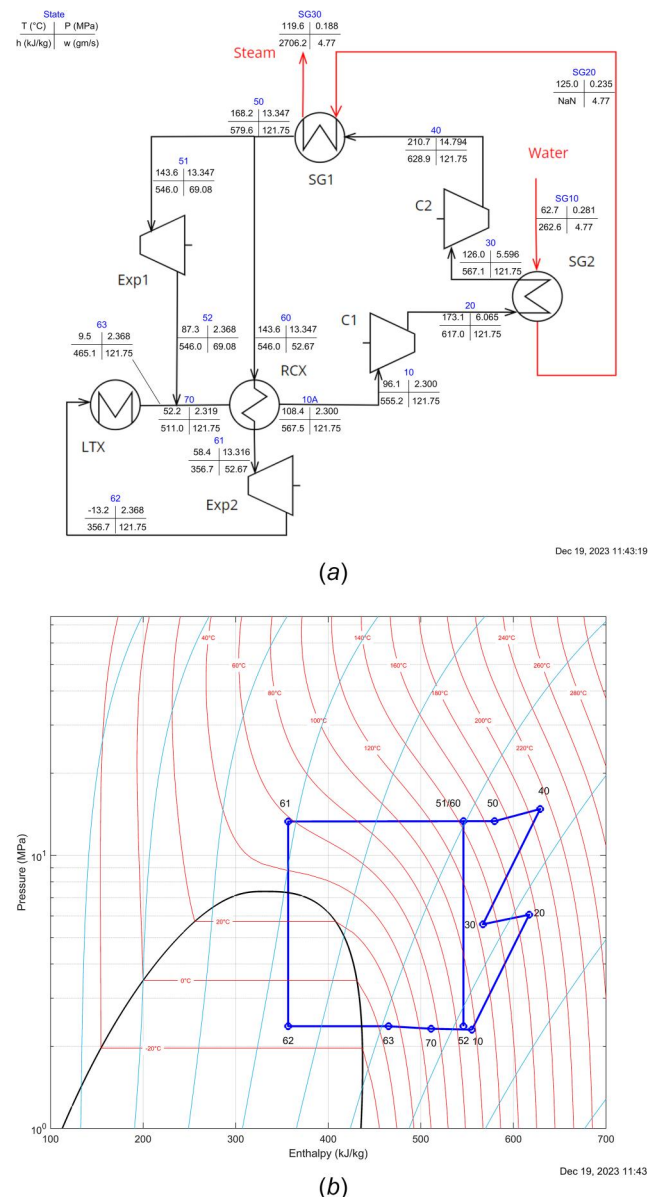 State
T (°C) P (MPa)
h (kJ/kg) w (gm/s)
SG30
119.6 0.188
2706.2 4.77
Steam
SG20
125.0 0.235
NaN 4.77
50
168.2 13.347
579.6 121.75
40
210.7 14.794
628.9 121.75
SG1
Water
51
143.6 13.347
546.0 69.08
SG10
62.7 0.281
262.6 4.77
C2
30
126.0 5.596
567.1 121.75
SG2
Exp1
20
173.1 6.065
617.0 121.75
C1
63
9.5 2.368
465.1 121.75
52
87.3 2.368
546.0 69.08
60
143.6 13.347
546.0 52.67
RCX
10
96.1 2.300
555.2 121.75
70
52.2 2.319
511.0 121.75
10A
108.4 2.300
567.5 121.75
LTX
61
58.4 13.316
356.7 52.67
Exp2
62
-13.2 2.368
356.7 121.75
Dec 19, 2023 11:43:19
(a)
40°C
60°C
80°C
100°C
120°C
140°C
160°C
180°C
200°C
220°C
240°C
260°C
280°C
61
51/60
50
40
30
20
20°C
0°C
-20°C
62
63
70
52
10
Pressure (MPa)
10¹
10⁰
100 200 300 400 500 600 700
Enthalpy (kJ/kg)
Dec 19, 2023 11:43
(b)